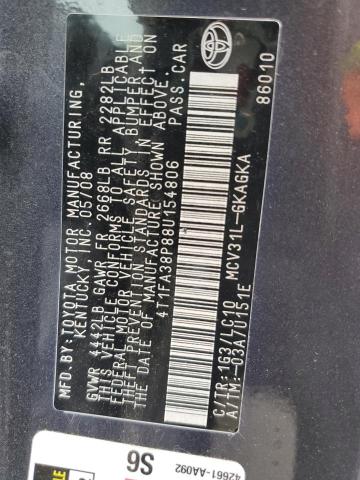 MFD. BY: TOYOTA MOTOR MANUFACTURING,
KENTUCKY, INC. 05/08
GVWR 4442LB GAWR FR 2668LB RR 2282LB
THIS VEHICLE CONFORMS TO ALL APPLICABLE
FEDERAL MOTOR VEHICLE SAFETY, BUMPER, AND
THEFT PREVENTION STANDARDS IN EFFECT ON
THE DATE OF MANUFACTURE SHOWN ABOVE.
4T1FA38P88U154806 PASS. CAR
C/TR: 1G3/LC10 MCV31L-GKAGKA
A/TM: -03A/U151E 86010
42661-AA092
S6